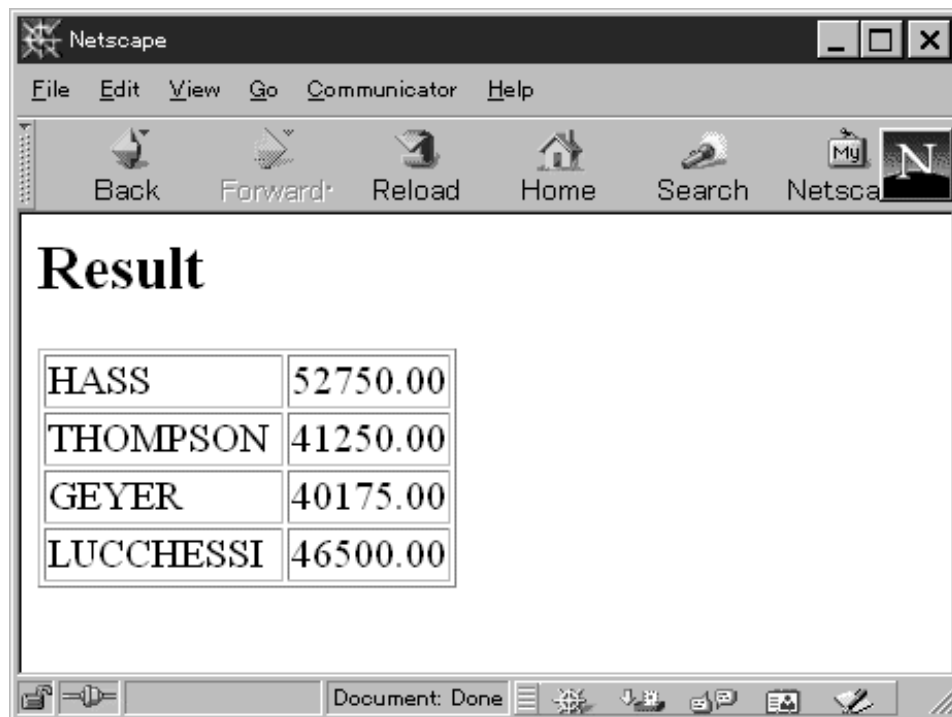 Netscape
File Edit View Go Communicator Help
Back Forward Reload Home Search Netsca
My
N
Result
HASS 52750.00
THOMPSON 41250.00
GEYER 40175.00
LUCCHESSI 46500.00
Document: Done